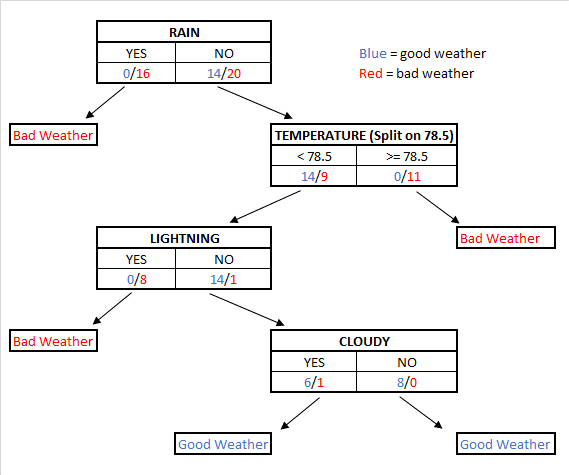 RAIN
YES NO
0/16 14/20
Blue = good weather
Red = bad weather
Bad Weather
TEMPERATURE (Split on 78.5)
< 78.5 >= 78.5
14/9 0/11
LIGHTNING
YES NO
0/8 14/1
Bad Weather
Bad Weather
CLOUDY
YES NO
6/1 8/0
Good Weather
Good Weather